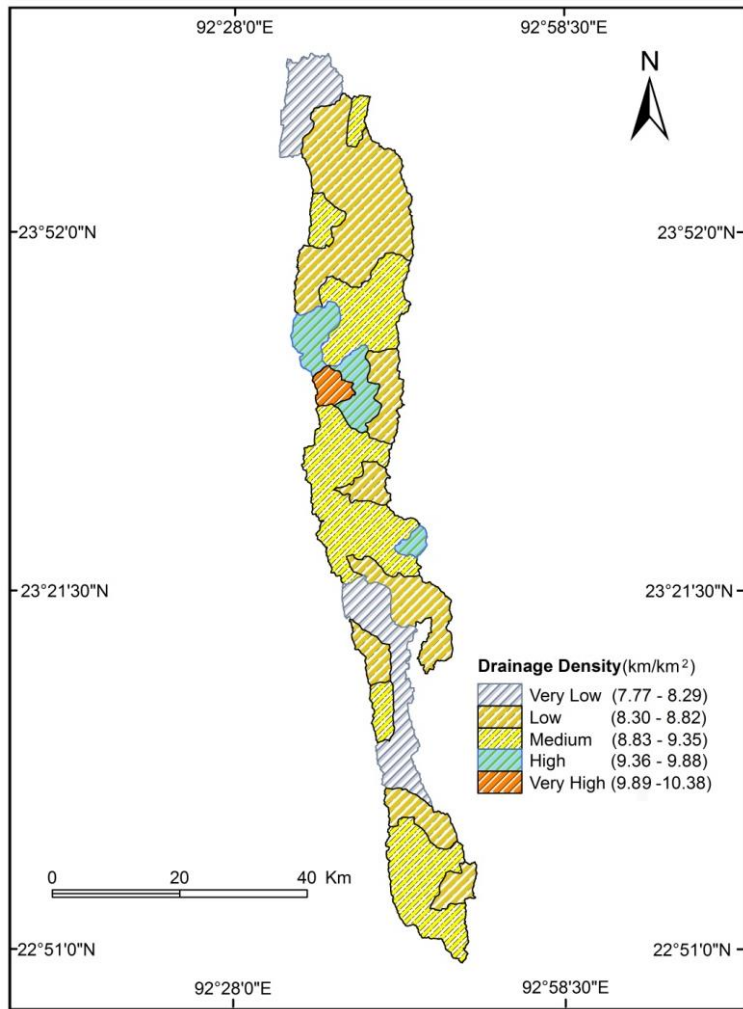 92°28'0"E 92°58'30"E
N
23°52'0"N 23°52'0"N
23°21'30"N 23°21'30"N
Drainage Density(km/km²)
Very Low (7.77 - 8.29)
Low (8.30 - 8.82)
Medium (8.83 - 9.35)
High (9.36 - 9.88)
Very High (9.89 -10.38)
0 20 40 Km
22°51'0"N 22°51'0"N
92°28'0"E 92°58'30"E